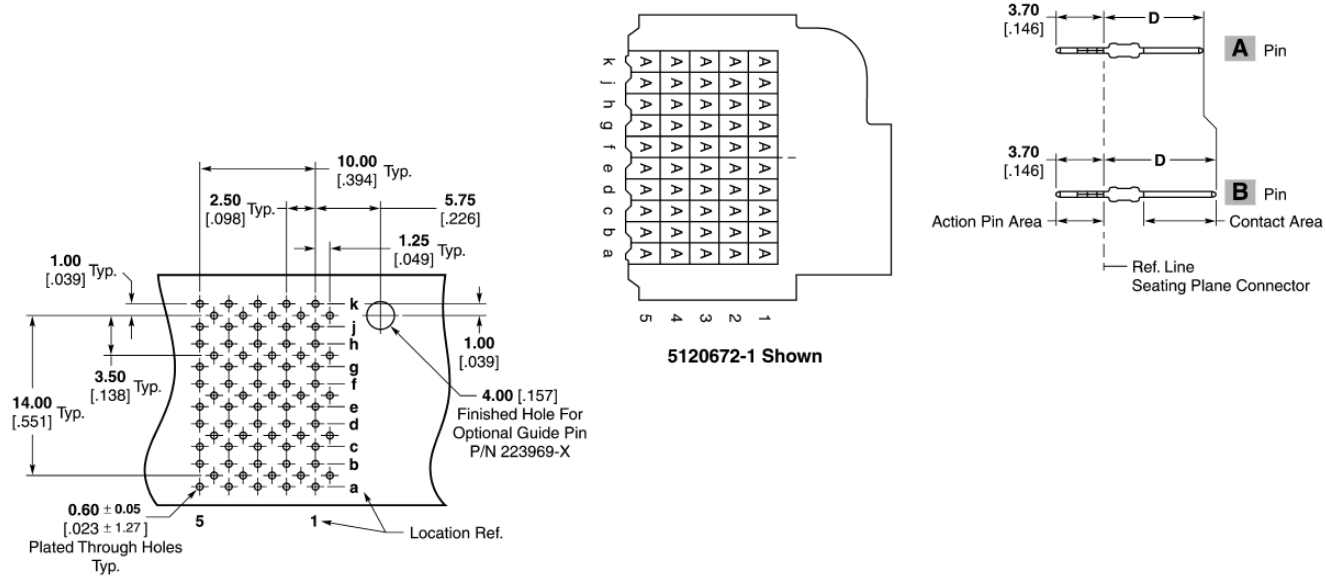 10.00
[.394] Typ.
2.50
[.098] Typ.
5.75
[.226]
1.25
[.049]
1.00
[.039] Typ.
k
j
h
g
f
e
d
c
b
a
1.00
[.039]
3.50
[.138] Typ.
14.00
[.551] Typ.
4.00 [.157]
Finished Hole For
Optional Guide Pin
P/N 223969-X
0.60 ± 0.05
[.023 ± 1.27]
Plated Through Holes
Typ.
5
1
Location Ref.
k A A A A A
j A A A A A
h A A A A A
g A A A A A
f A A A A A
e A A A A A
d A A A A A
c A A A A A
b A A A A A
a A A A A A
5 4 3 2 1
5120672-1 Shown
3.70
[.146]
D
A Pin
3.70
[.146]
D
B Pin
Action Pin Area
Contact Area
Ref. Line
Seating Plane Connector